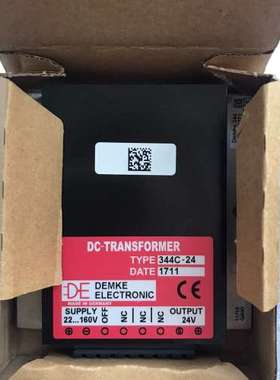 DC-TRANSFORMER
TYPE 344C-24
DATE 1711
DE DEMKE ELECTRONIC CE
MADE IN GERMANY
SUPPLY OFF NC NC NC OUTPUT
22...160V 24V